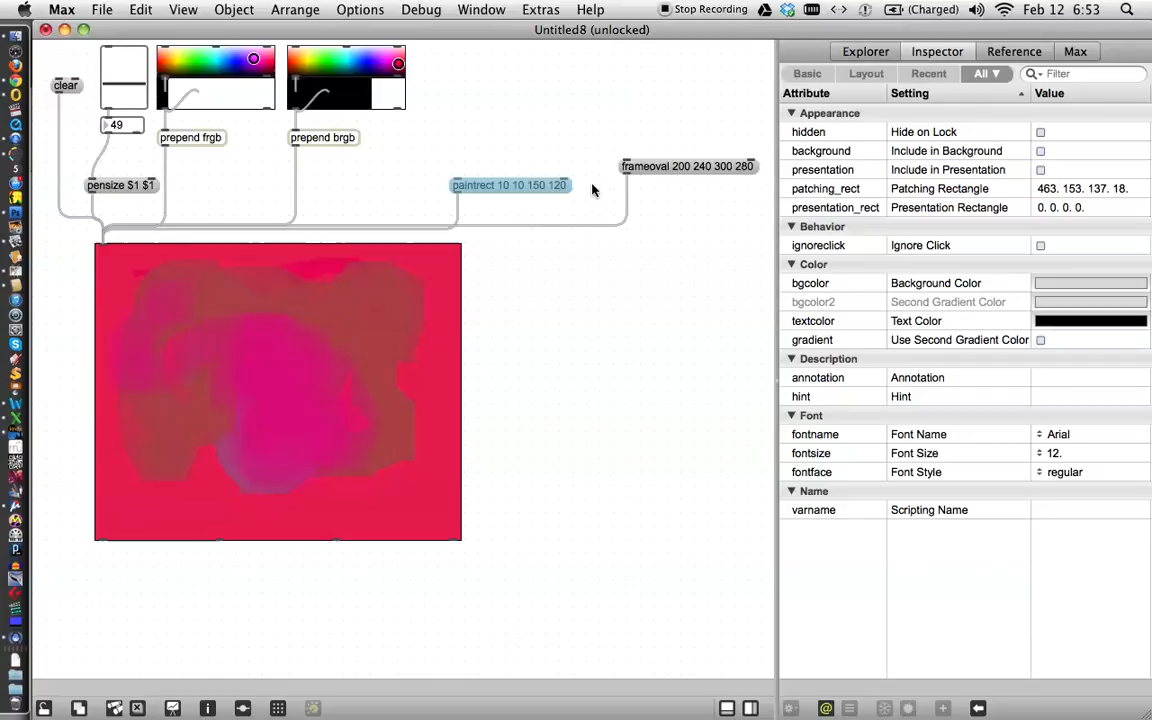 Max File Edit View Object Arrange Options Debug Window Extras Help Stop Recording (Charged) Feb 12 6:53
Untitled8 (unlocked)
clear
49
prepend frgb
prepend brgb
pensize $1 $1
paintrect 10 10 150 120
frameoval 200 240 300 280
Explorer Inspector Reference Max
Basic Layout Recent All ▼ Filter
Attribute Setting Value
Appearance
hidden Hide on Lock
background Include in Background
presentation Include in Presentation
patching_rect Patching Rectangle 463. 153. 137. 18.
presentation_rect Presentation Rectangle 0. 0. 0. 0.
Behavior
ignoreclick Ignore Click
Color
bgcolor Background Color
bgcolor2 Second Gradient Color
textcolor Text Color
gradient Use Second Gradient Color
Description
annotation Annotation
hint Hint
Font
fontname Font Name Arial
fontsize Font Size 12.
fontface Font Style regular
Name
varname Scripting Name